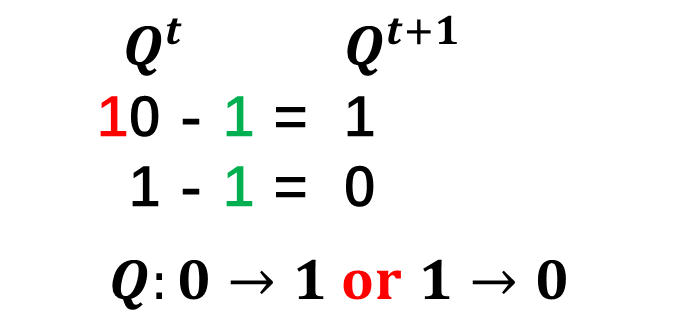 Qᵗ Qᵗ⁺¹
10 - 1 = 1
1 - 1 = 0
Q: 0 → 1 or 1 → 0